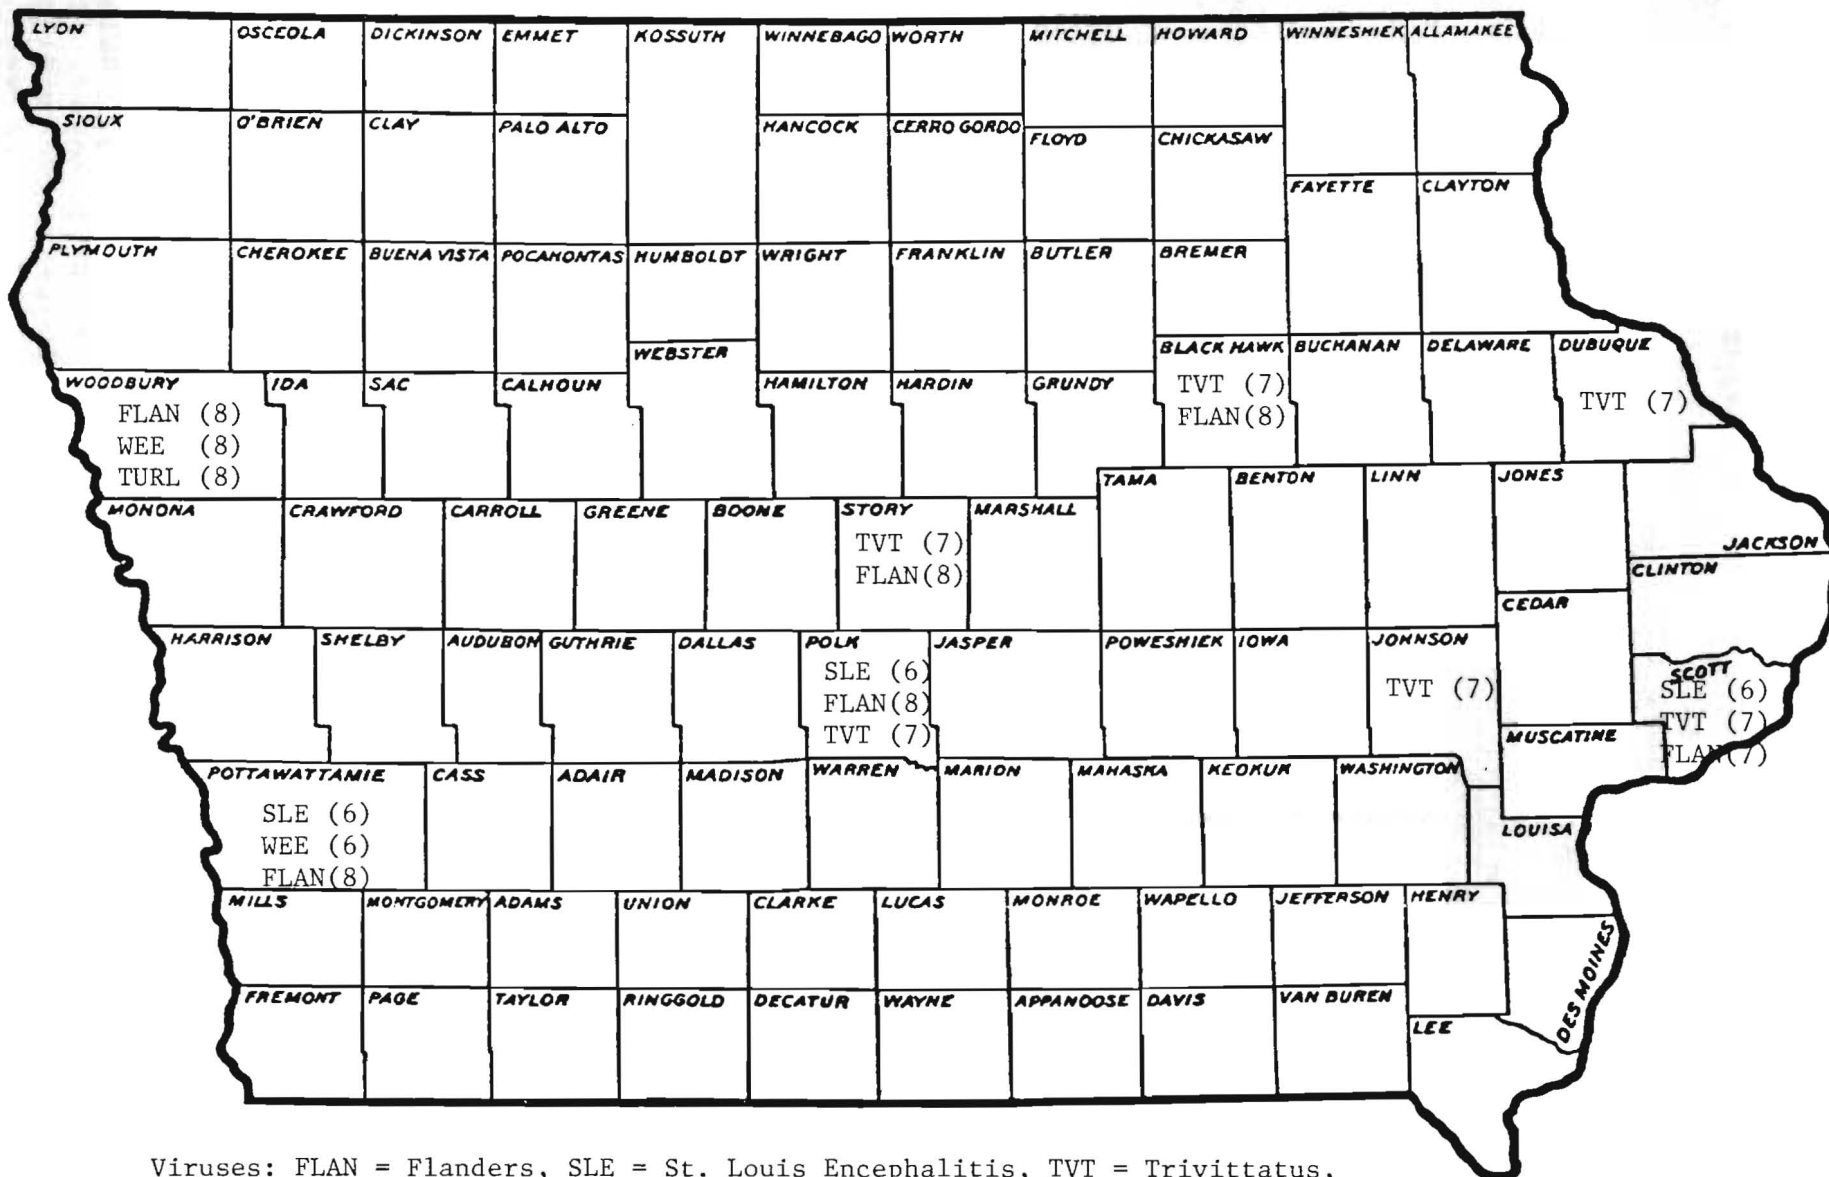 LYON OSCEOLA DICKINSON EMMET KOSSUTH WINNEBAGO WORTH MITCHELL HOWARD WINNESHIEK ALLAMAKEE
SIOUX O'BRIEN CLAY PALO ALTO HANCOCK CERRO GORDO FLOYD CHICKASAW
FAYETTE CLAYTON
PLYMOUTH CHEROKEE BUENA VISTA POCAHONTAS HUMBOLDT WRIGHT FRANKLIN BUTLER BREMER
WEBSTER BLACK HAWK BUCHANAN DELAWARE DUBUQUE
TVT (7)
FLAN(8)
TVT (7)
WOODBURY IDA SAC CALHOUN HAMILTON HARDIN GRUNDY
FLAN (8)
WEE (8)
TURL (8)
TAMA BENTON LINN JONES
MONONA CRAWFORD CARROLL GREENE BOONE STORY MARSHALL
TVT (7)
FLAN(8)
JACKSON
CLINTON
CEDAR
HARRISON SHELBY AUDUBON GUTHRIE DALLAS POLK JASPER POWESHIEK IOWA JOHNSON
SLE (6)
FLAN(8)
TVT (7)
TVT (7)
SCOTT
SLE (6)
TVT (7)
FLAN(7)
MUSCATINE
POTTAWATTAMIE CASS ADAIR MADISON WARREN MARION MAHASKA KEOKUK WASHINGTON
SLE (6)
WEE (6)
FLAN(8)
LOUISA
MILLS MONTGOMERY ADAMS UNION CLARKE LUCAS MONROE WAPELLO JEFFERSON HENRY
DES MOINES
FREMONT PAGE TAYLOR RINGGOLD DECATUR WAYNE APPANOOSE DAVIS VAN BUREN
LEE
Viruses: FLAN = Flanders, SLE = St. Louis Encephalitis, TVT = Trivittatus,